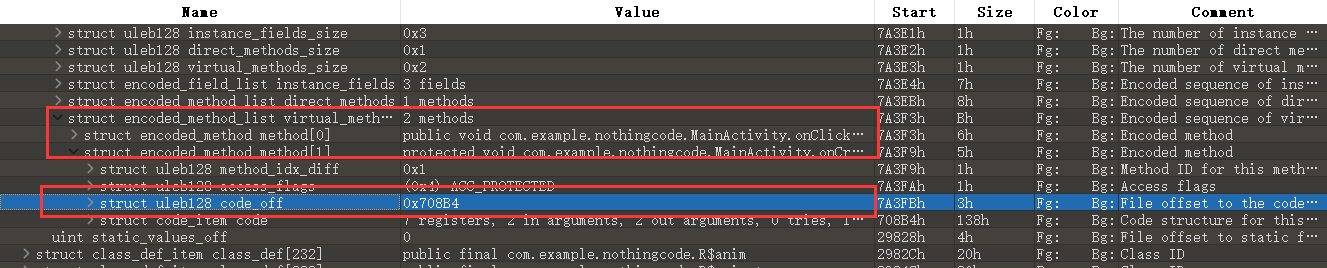 Name Value Start Size Color Comment
struct uleb128 instance_fields_size 0x3 7A3E1h 1h Fg: Bg: The number of instance ···
struct uleb128 direct_methods_size 0x1 7A3E2h 1h Fg: Bg: The number of direct me···
struct uleb128 virtual_methods_size 0x2 7A3E3h 1h Fg: Bg: The number of virtual m···
struct encoded_field_list instance_fields 3 fields 7A3E4h 7h Fg: Bg: Encoded sequence of ins···
struct encoded_method_list direct_methods 1 methods 7A3EBh 8h Fg: Bg: Encoded sequence of dir···
struct encoded_method_list virtual_meth··· 2 methods 7A3F3h Bh Fg: Bg: Encoded sequence of vir···
struct encoded_method method[0] public void com.example.nothingcode.MainActivity.onClick··· 7A3F3h 6h Fg: Bg: Encoded method
struct encoded_method method[1] protected void com.example.nothingcode.MainActivity.onCr··· 7A3F9h 5h Fg: Bg: Encoded method
struct uleb128 method_idx_diff 0x1 7A3F9h 1h Fg: Bg: Method ID for this meth···
struct uleb128 access_flags (0x4) ACC_PROTECTED 7A3FAh 1h Fg: Bg: Access flags
struct uleb128 code_off 0x708B4 7A3FBh 3h Fg: Bg: File offset to the code···
struct code_item code 7 registers, 2 in arguments, 2 out arguments, 0 tries, 1··· 708B4h 138h Fg: Bg: Code structure for this···
uint static_values_off 0 29828h 4h Fg: Bg: File offset to static f···
struct class_def_item class_def[232] public final com.example.nothingcode.R$anim 2982Ch 20h Fg: Bg: Class ID